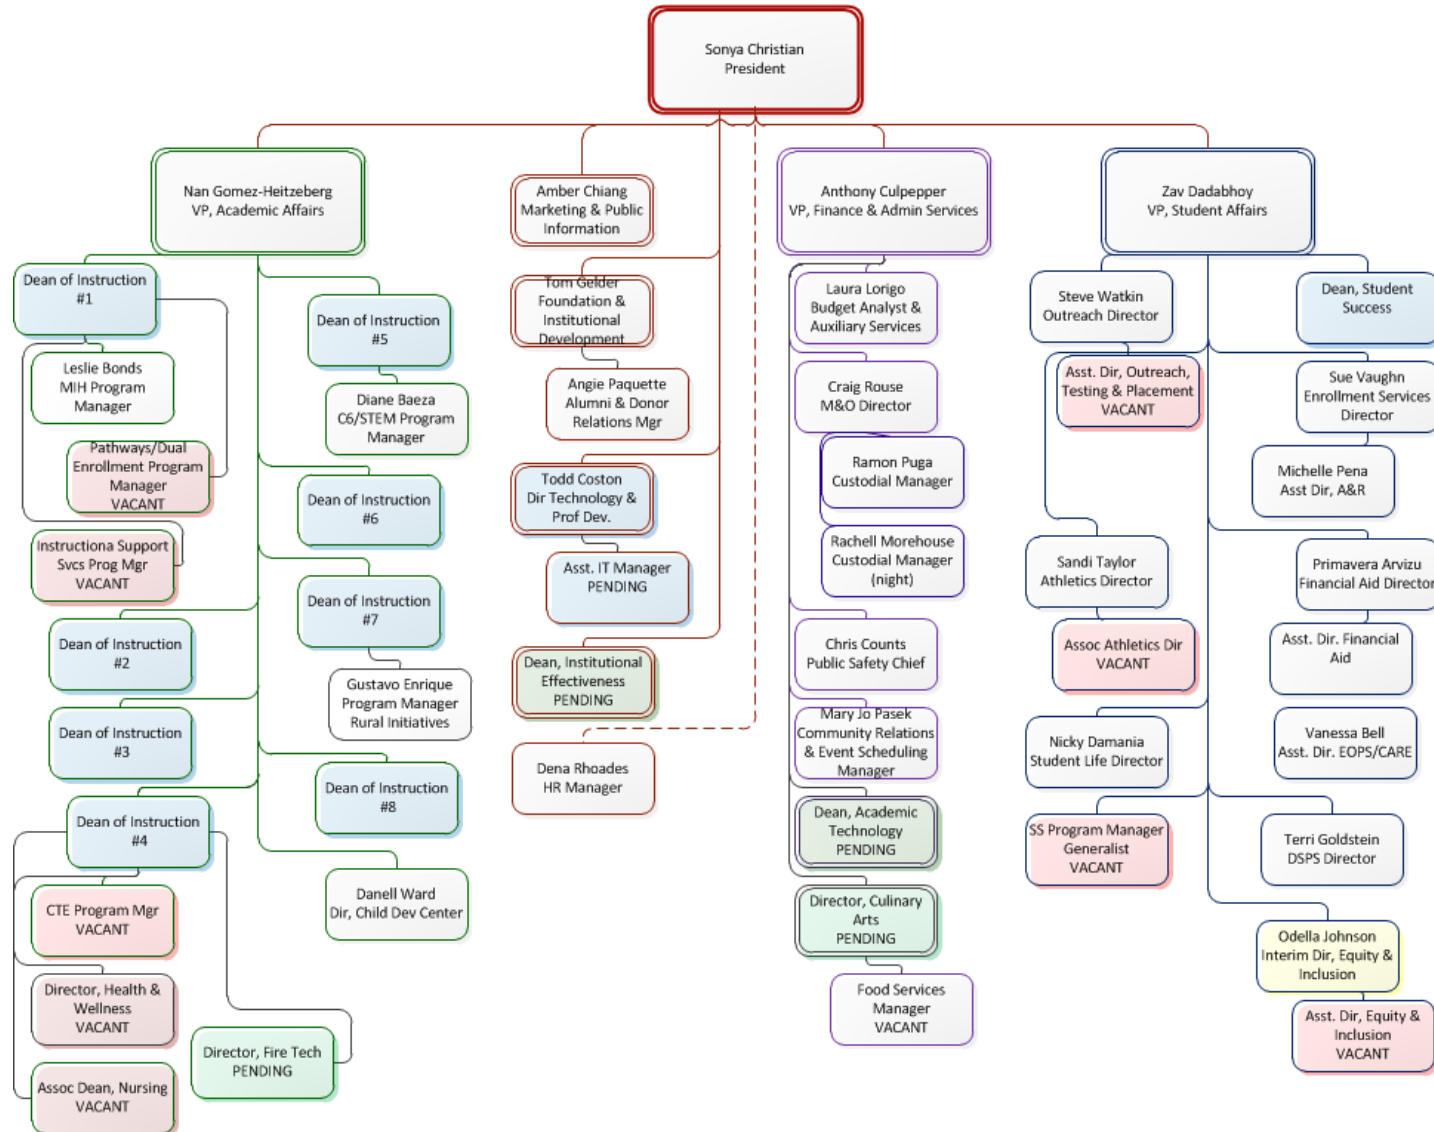 Sonya Christian
President
Nan Gomez-Heitzeberg
VP, Academic Affairs
Amber Chiang
Marketing & Public
Information
Anthony Culpepper
VP, Finance & Admin Services
Zav Dadabhoy
VP, Student Affairs
Dean of Instruction
#1
Leslie Bonds
MIH Program
Manager
Pathways/Dual
Enrollment Program
Manager
VACANT
Instructiona Support
Svcs Prog Mgr
VACANT
Dean of Instruction
#2
Dean of Instruction
#3
Dean of Instruction
#4
CTE Program Mgr
VACANT
Director, Health &
Wellness
VACANT
Assoc Dean, Nursing
VACANT
Director, Fire Tech
PENDING
Dean of Instruction
#5
Diane Baeza
C6/STEM Program
Manager
Dean of Instruction
#6
Dean of Instruction
#7
Gustavo Enrique
Program Manager
Rural Initiatives
Dean of Instruction
#8
Danell Ward
Dir, Child Dev Center
Tom Gelder
Foundation &
Institutional
Development
Angie Paquette
Alumni & Donor
Relations Mgr
Todd Coston
Dir Technology &
Prof Dev.
Asst. IT Manager
PENDING
Dean, Institutional
Effectiveness
PENDING
Dena Rhoades
HR Manager
Laura Lorigo
Budget Analyst &
Auxiliary Services
Craig Rouse
M&O Director
Ramon Puga
Custodial Manager
Rachell Morehouse
Custodial Manager
(night)
Chris Counts
Public Safety Chief
Mary Jo Pasek
Community Relations
& Event Scheduling
Manager
Dean, Academic
Technology
PENDING
Director, Culinary
Arts
PENDING
Food Services
Manager
VACANT
Steve Watkin
Outreach Director
Asst. Dir, Outreach,
Testing & Placement
VACANT
Sandi Taylor
Athletics Director
Assoc Athletics Dir
VACANT
Nicky Damania
Student Life Director
SS Program Manager
Generalist
VACANT
Dean, Student
Success
Sue Vaughn
Enrollment Services
Director
Michelle Pena
Asst Dir, A&R
Primavera Arvizu
Financial Aid Director
Asst. Dir. Financial
Aid
Vanessa Bell
Asst. Dir. EOPS/CARE
Terri Goldstein
DSPS Director
Odella Johnson
Interim Dir, Equity &
Inclusion
Asst. Dir, Equity &
Inclusion
VACANT